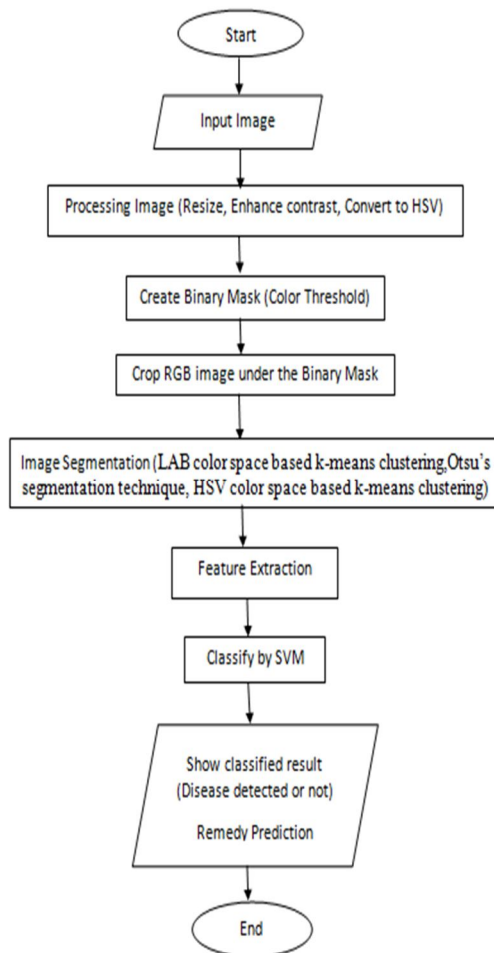 Start
Input Image
Processing Image (Resize, Enhance contrast, Convert to HSV)
Create Binary Mask (Color Threshold)
Crop RGB image under the Binary Mask
Image Segmentation (LAB color space based k-means clustering,Otsu's
segmentation technique, HSV color space based k-means clustering)
Feature Extraction
Classify by SVM
Show classified result
(Disease detected or not)
Remedy Prediction
End